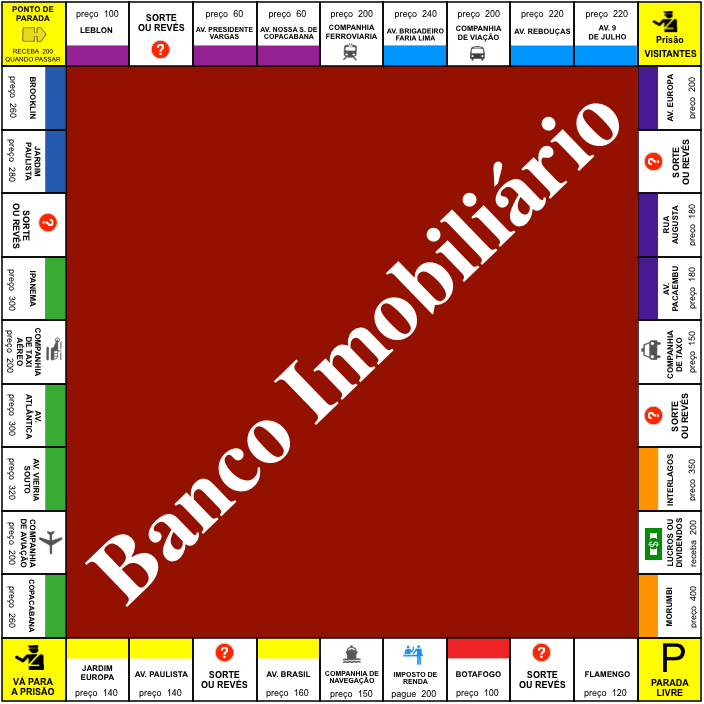 PONTO DE
PARADA
RECEBA 200
QUANDO PASSAR
preço 100
LEBLON
SORTE
OU REVÉS
?
preço 60
AV. PRESIDENTE
VARGAS
preço 60
AV. NOSSA S. DE
COPACABANA
preço 200
COMPANHIA
FERROVIARIA
preço 240
AV. BRIGADEIRO
FARIA LIMA
preço 200
COMPANHIA
DE VIAÇÃO
preço 220
AV. REBOUÇAS
preço 220
AV. 9
DE JULHO
Prisão
VISITANTES
AV. EUROPA
preço 200
?
SORTE
OU REVÉS
RUA
AUGUSTA
preço 180
AV.
PACAEMBU
preço 180
COMPANHIA
DE TAXO
preço 150
?
SORTE
OU REVÉS
INTERLAGOS
preço 350
$
LUCROS OU
DIVIDENDOS
receba 200
MORUMBI
preço 400
P
PARADA
LIVRE
FLAMENGO
preço 120
?
SORTE
OU REVÉS
BOTAFOGO
preço 100
IMPOSTO DE
RENDA
pague 200
COMPANHIA DE
NAVEGAÇÃO
preço 150
AV. BRASIL
preço 160
?
SORTE
OU REVÉS
AV. PAULISTA
preço 140
JARDIM
EUROPA
preço 140
VÁ PARA
A PRISÃO
COPACABANA
preço 260
COMPANHIA
DE AVIAÇÃO
preço 200
AV. VIEIRIA
SOUTO
preço 320
AV.
ATLÂNTICA
preço 300
COMPANHIA
DE TAXI
AÉREO
preço 200
IPANEMA
preço 300
?
SORTE
OU REVÉS
JARDIM
PAULISTA
preço 280
BROOKLIN
preço 260
Banco Imobiliário